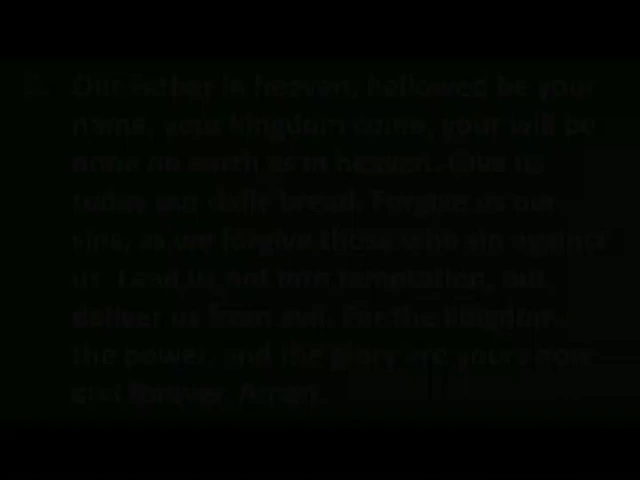 Our Father in heaven, hallowed be your
name, your kingdom come, your will be
done on earth as in heaven. Give us
today our daily bread. Forgive us our
sins, as we forgive those who sin against
us. Lead us not into temptation, but
deliver us from evil. For the kingdom,
the power, and the glory are yours now
and forever. Amen.